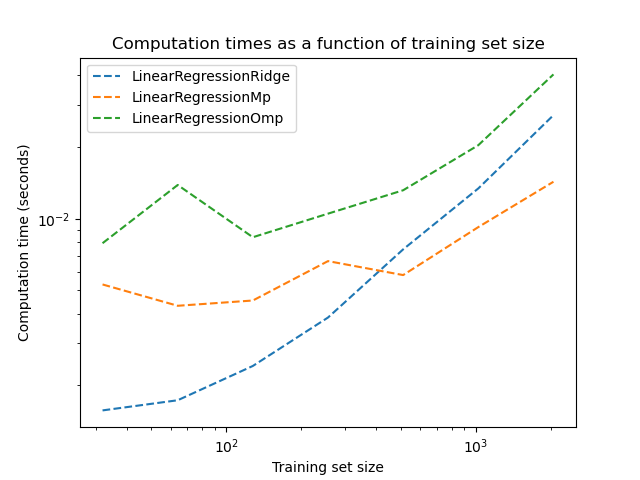 Computation times as a function of training set size
LinearRegressionRidge
LinearRegressionMp
LinearRegressionOmp
Computation time (seconds)
10⁻²
10² 10³
Training set size